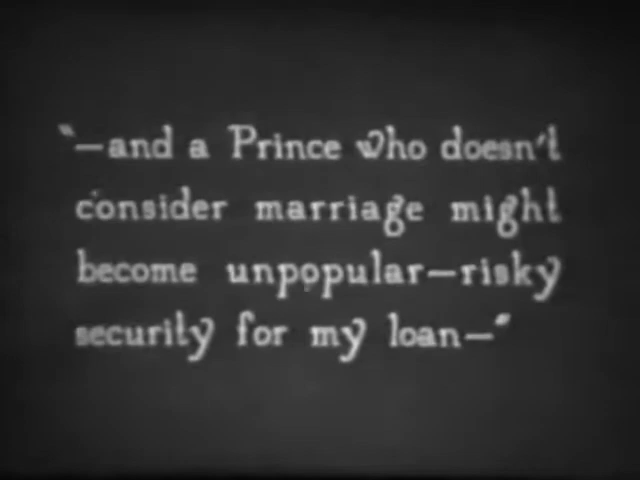 "—and a Prince who doesn't
consider marriage might
become unpopular—risky
security for my loan—"